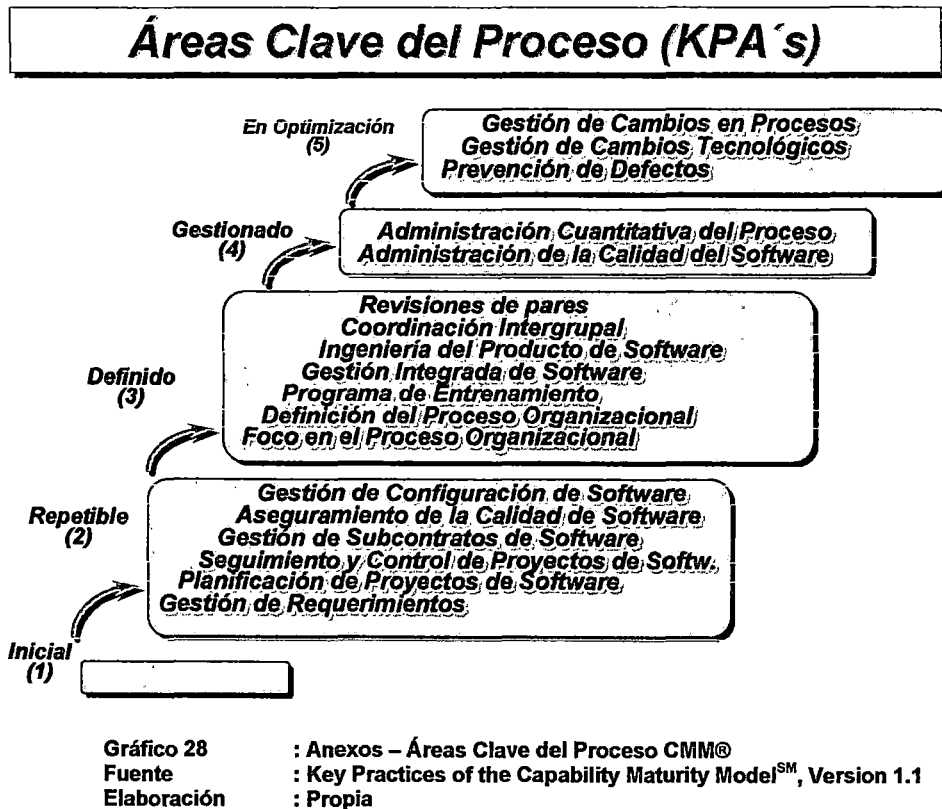 Áreas Clave del Proceso (KPA´s)
En Optimización
(5)
Gestión de Cambios en Procesos
Gestión de Cambios Tecnológicos
Prevención de Defectos
Gestionado
(4)
Administración Cuantitativa del Proceso
Administración de la Calidad del Software
Definido
(3)
Revisiones de pares
Coordinación Intergrupal
Ingeniería del Producto de Software
Gestión Integrada de Software
Programa de Entrenamiento
Definición del Proceso Organizacional
Foco en el Proceso Organizacional
Repetible
(2)
Gestión de Configuración de Software
Aseguramiento de la Calidad de Software
Gestión de Subcontratos de Software
Seguimiento y Control de Proyectos de Softw.
Planificación de Proyectos de Software
Gestión de Requerimientos
Inicial
(1)
Gráfico 28 : Anexos – Áreas Clave del Proceso CMM®
Fuente : Key Practices of the Capability Maturity Model℠, Version 1.1
Elaboración : Propia